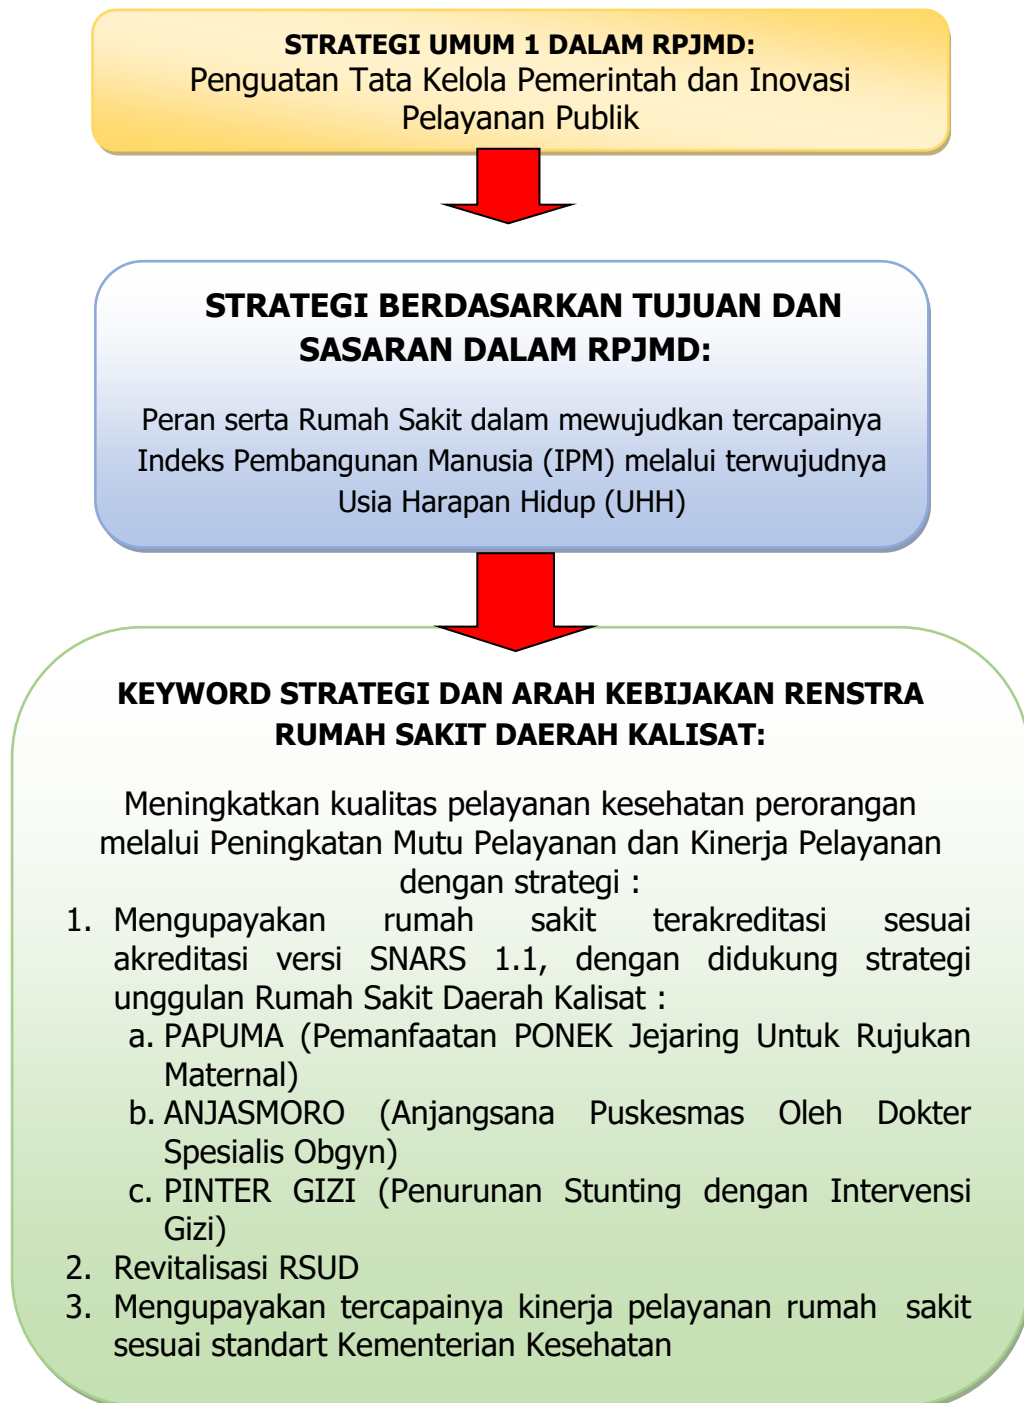 STRATEGI UMUM 1 DALAM RPJMD:
Penguatan Tata Kelola Pemerintah dan Inovasi
Pelayanan Publik
STRATEGI BERDASARKAN TUJUAN DAN
SASARAN DALAM RPJMD:
Peran serta Rumah Sakit dalam mewujudkan tercapainya
Indeks Pembangunan Manusia (IPM) melalui terwujudnya
Usia Harapan Hidup (UHH)
KEYWORD STRATEGI DAN ARAH KEBIJAKAN RENSTRA
RUMAH SAKIT DAERAH KALISAT:
Meningkatkan kualitas pelayanan kesehatan perorangan
melalui Peningkatan Mutu Pelayanan dan Kinerja Pelayanan
dengan strategi :
1. Mengupayakan rumah sakit terakreditasi sesuai
akreditasi versi SNARS 1.1, dengan didukung strategi
unggulan Rumah Sakit Daerah Kalisat :
a. PAPUMA (Pemanfaatan PONEK Jejaring Untuk Rujukan
Maternal)
b. ANJASMORO (Anjangsana Puskesmas Oleh Dokter
Spesialis Obgyn)
c. PINTER GIZI (Penurunan Stunting dengan Intervensi
Gizi)
2. Revitalisasi RSUD
3. Mengupayakan tercapainya kinerja pelayanan rumah sakit
sesuai standart Kementerian Kesehatan